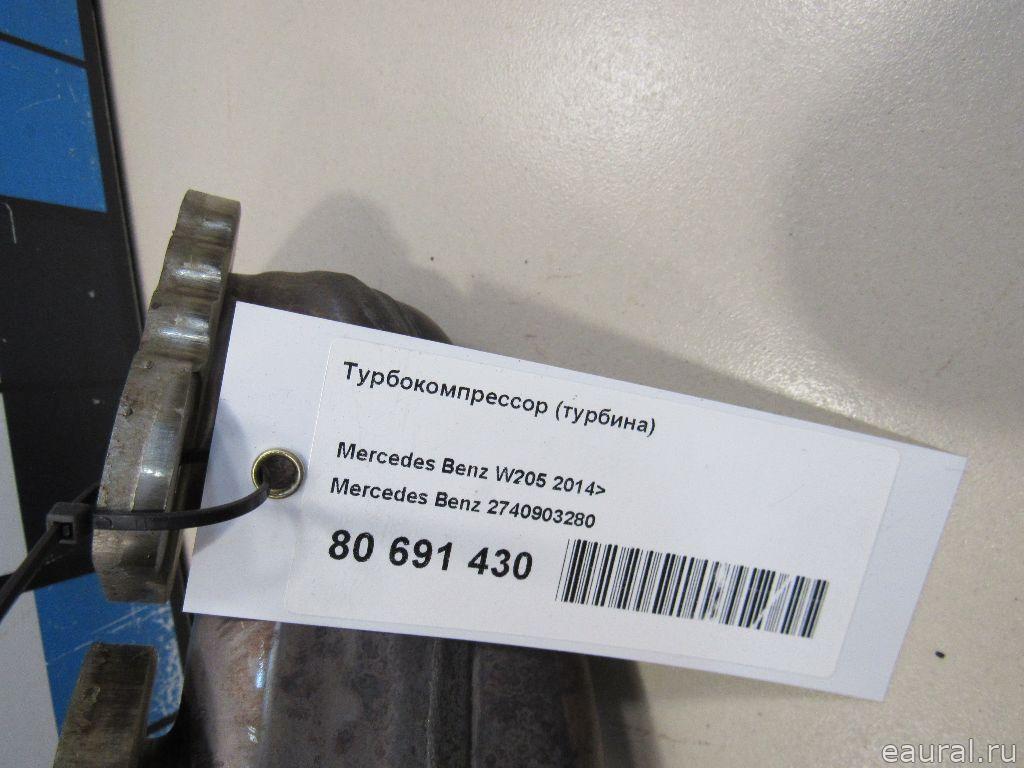 Турбокомпрессор (турбина)
Mercedes Benz W205 2014>
Mercedes Benz 2740903280
80 691 430
eaural.ru